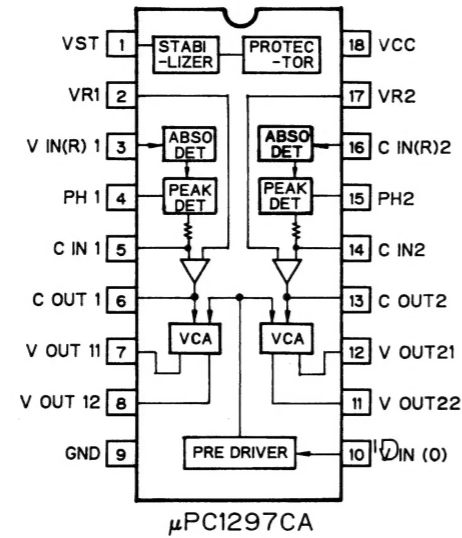 VST 1 STABI PROTEC 18 VCC
-LIZER -TOR
VR1 2 17 VR2
V IN(R) 1 3 ABSO ABSO 16 C IN(R)2
DET DET
PH 1 4 PEAK PEAK 15 PH2
DET DET
C IN 1 5 14 C IN2
C OUT 1 6 13 C OUT2
V OUT 11 7 VCA VCA 12 V OUT21
V OUT 12 8 11 V OUT22
GND 9 PRE DRIVER 10 IN (0)
μPC1297CA